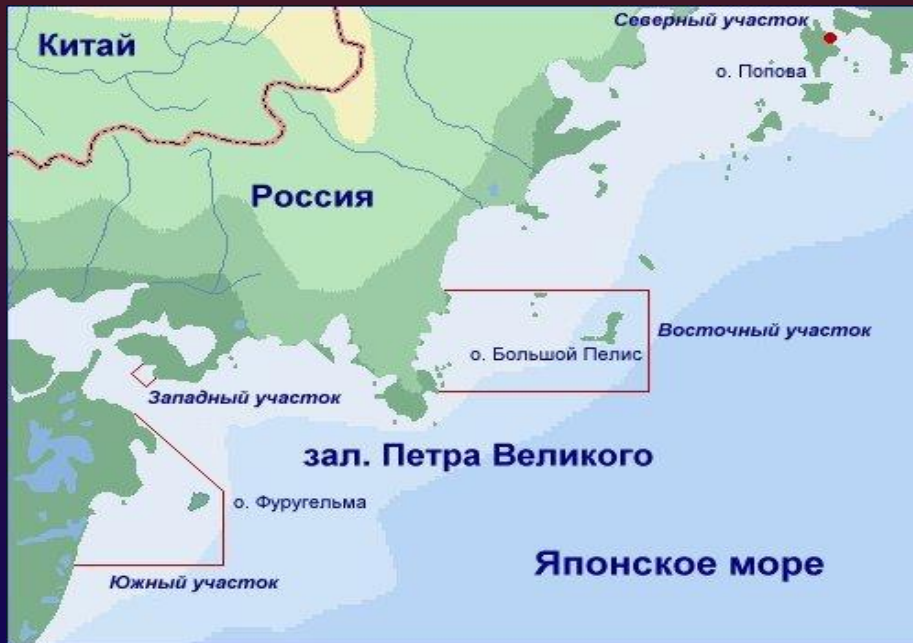 Северный участок
Китай
о. Попова
Россия
Восточный участок
о. Большой Пелис
Западный участок
зал. Петра Великого
о. Фуругельма
Японское море
Южный участок